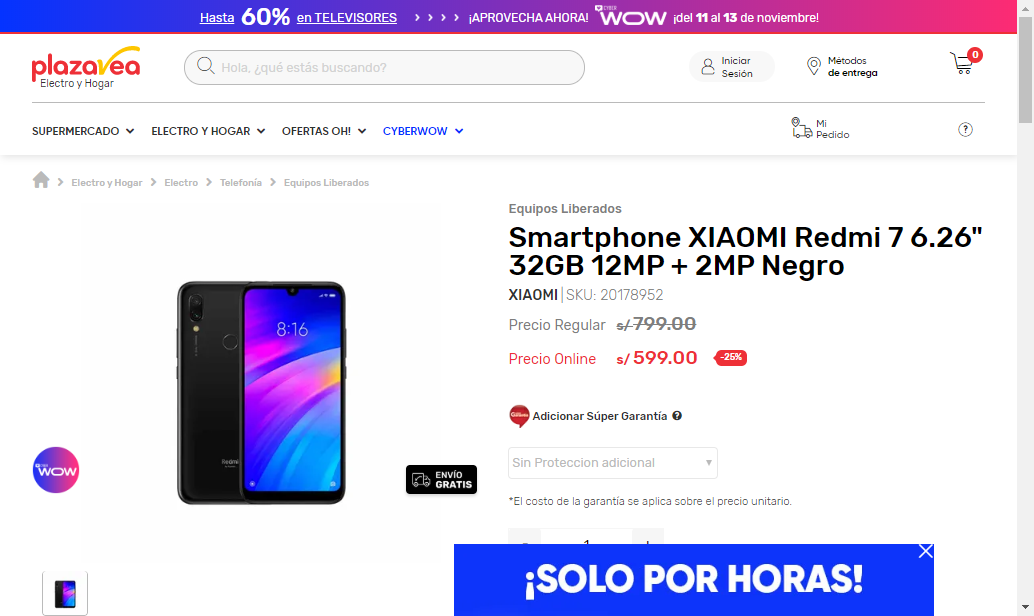 Hasta 60% en TELEVISORES › › › › ¡APROVECHA AHORA! CYBER WOW ¡del 11 al 13 de noviembre!
plazavea
Electro y Hogar
Hola, ¿qué estás buscando?
Iniciar
Sesión
Métodos
de entrega
0
SUPERMERCADO
ELECTRO Y HOGAR
OFERTAS OH!
CYBERWOW
Mi
Pedido
?
Electro y Hogar > Electro > Telefonía > Equipos Liberados
Equipos Liberados
Smartphone XIAOMI Redmi 7 6.26"
32GB 12MP + 2MP Negro
XIAOMI | SKU: 20178952
Precio Regular s/ 799.00
Precio Online s/ 599.00 -25%
8:16
Redmi
WOW
ENVÍO
GRATIS
Garantía
Adicionar Súper Garantía ?
Sin Proteccion adicional
*El costo de la garantía se aplica sobre el precio unitario.
- 1 +
¡SOLO POR HORAS!